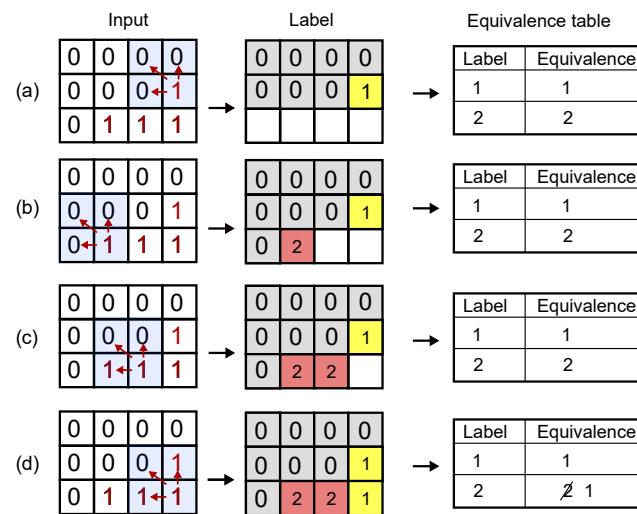 Input Label Equivalence table
(a)
0 0 0 0 0 0 0 0 Label Equivalence
0 0 0 1 0 0 0 1 1 1
0 1 1 1 2 2
(b)
0 0 0 0 0 0 0 0 Label Equivalence
0 0 0 1 0 0 0 1 1 1
0 1 1 1 0 2 2 2
(c)
0 0 0 0 0 0 0 0 Label Equivalence
0 0 0 1 0 0 0 1 1 1
0 1 1 1 0 2 2 2 2
(d)
0 0 0 0 0 0 0 0 Label Equivalence
0 0 0 1 0 0 0 1 1 1
0 1 1 1 0 2 2 1 2 2 1